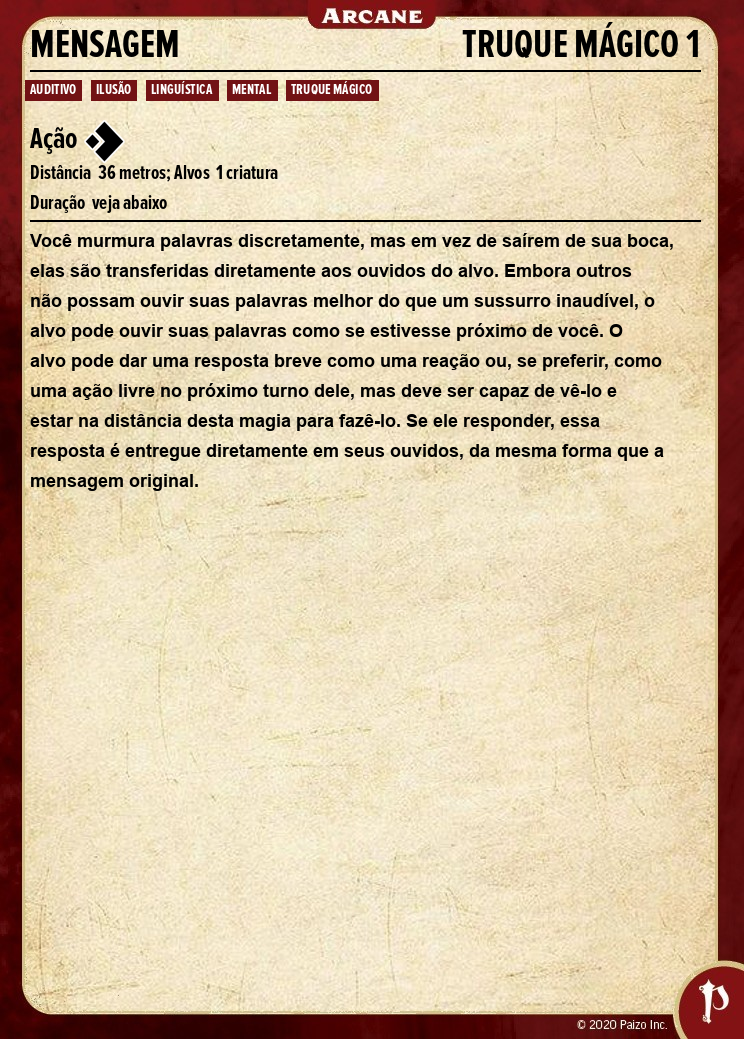 ARCANE
MENSAGEM TRUQUE MÁGICO 1
AUDITIVO ILUSÃO LINGUÍSTICA MENTAL TRUQUE MÁGICO
Ação
Distância 36 metros; Alvos 1 criatura
Duração veja abaixo
Você murmura palavras discretamente, mas em vez de saírem de sua boca,
elas são transferidas diretamente aos ouvidos do alvo. Embora outros
não possam ouvir suas palavras melhor do que um sussurro inaudível, o
alvo pode ouvir suas palavras como se estivesse próximo de você. O
alvo pode dar uma resposta breve como uma reação ou, se preferir, como
uma ação livre no próximo turno dele, mas deve ser capaz de vê-lo e
estar na distância desta magia para fazê-lo. Se ele responder, essa
resposta é entregue diretamente em seus ouvidos, da mesma forma que a
mensagem original.
© 2020 Paizo Inc.
P